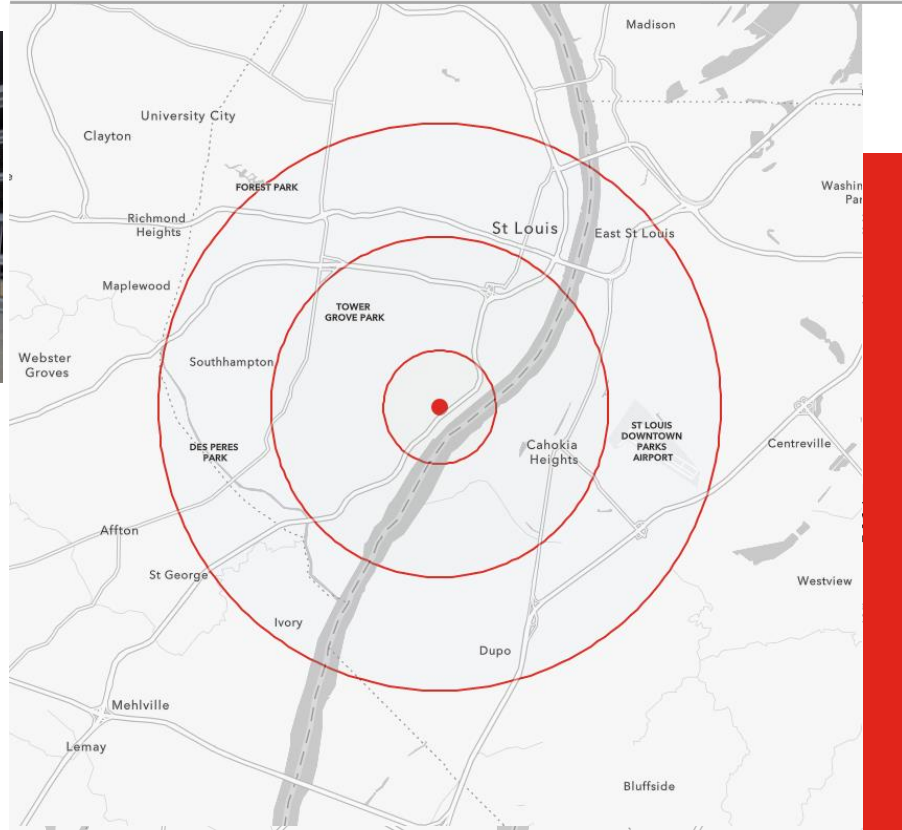 Madison
University City
Clayton
FOREST PARK
Washin
Par
Richmond
Heights
St Louis
East St Louis
Maplewood
TOWER
GROVE PARK
Webster
Groves
Southhampton
ST LOUIS
DOWNTOWN
PARKS
AIRPORT
DES PERES
PARK
Cahokia
Heights
Centreville
Affton
St George
Westview
Ivory
Dupo
Mehlville
Lemay
Bluffside